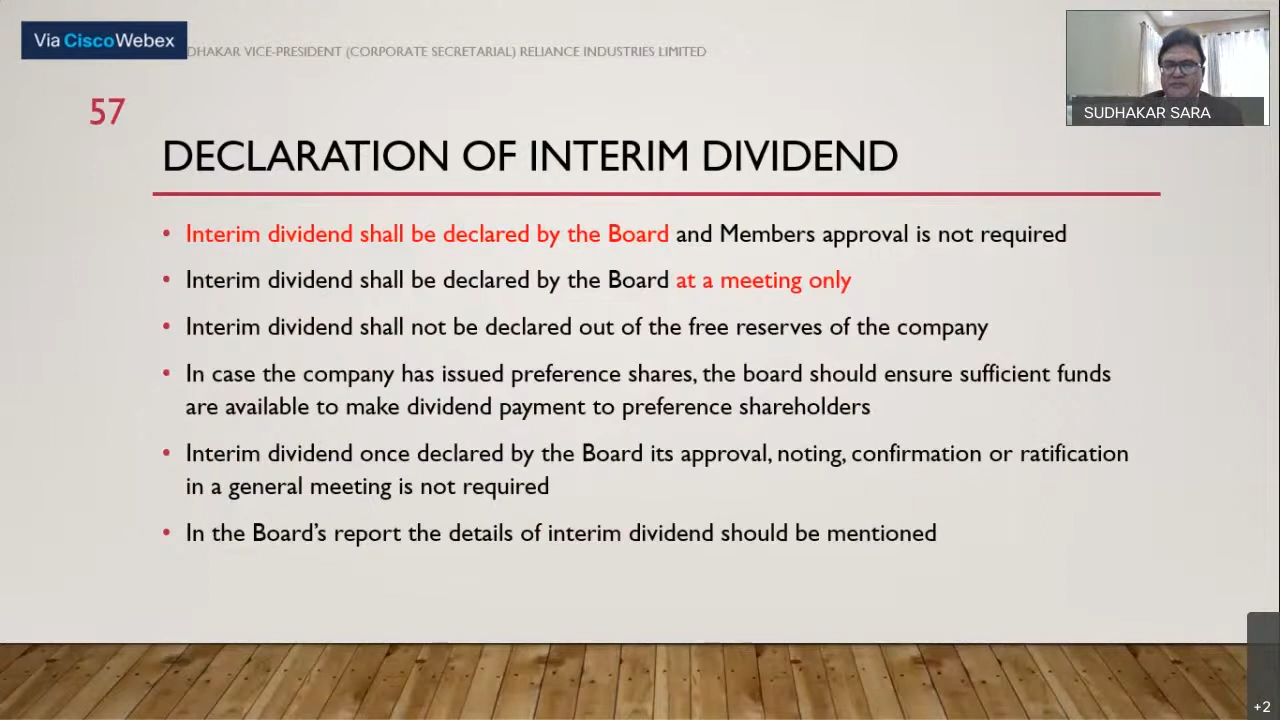 Via Cisco Webex
DHAKAR VICE-PRESIDENT (CORPORATE SECRETARIAL) RELIANCE INDUSTRIES LIMITED
SUDHAKAR SARA
57
DECLARATION OF INTERIM DIVIDEND
• Interim dividend shall be declared by the Board and Members approval is not required
• Interim dividend shall be declared by the Board at a meeting only
• Interim dividend shall not be declared out of the free reserves of the company
• In case the company has issued preference shares, the board should ensure sufficient funds
are available to make dividend payment to preference shareholders
• Interim dividend once declared by the Board its approval, noting, confirmation or ratification
in a general meeting is not required
• In the Board’s report the details of interim dividend should be mentioned
+2